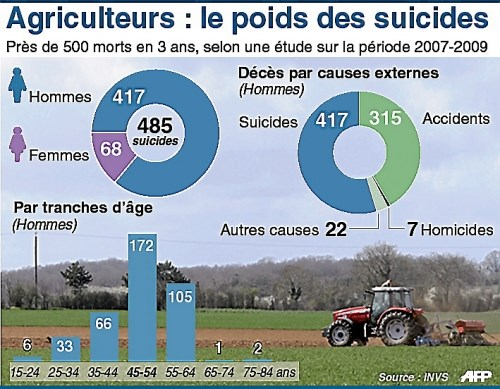 Agriculteurs : le poids des suicides
Près de 500 morts en 3 ans, selon une étude sur la période 2007-2009
Hommes
417
485
suicides
Femmes
68
Décès par causes externes
(Hommes)
Suicides
417
315
Accidents
Autres causes 22
7 Homicides
Par tranches d'âge
(Hommes)
6
33
66
172
105
1
2
15-24 25-34 35-44 45-54 55-64 65-74 75-84 ans
Source : INVS AFP